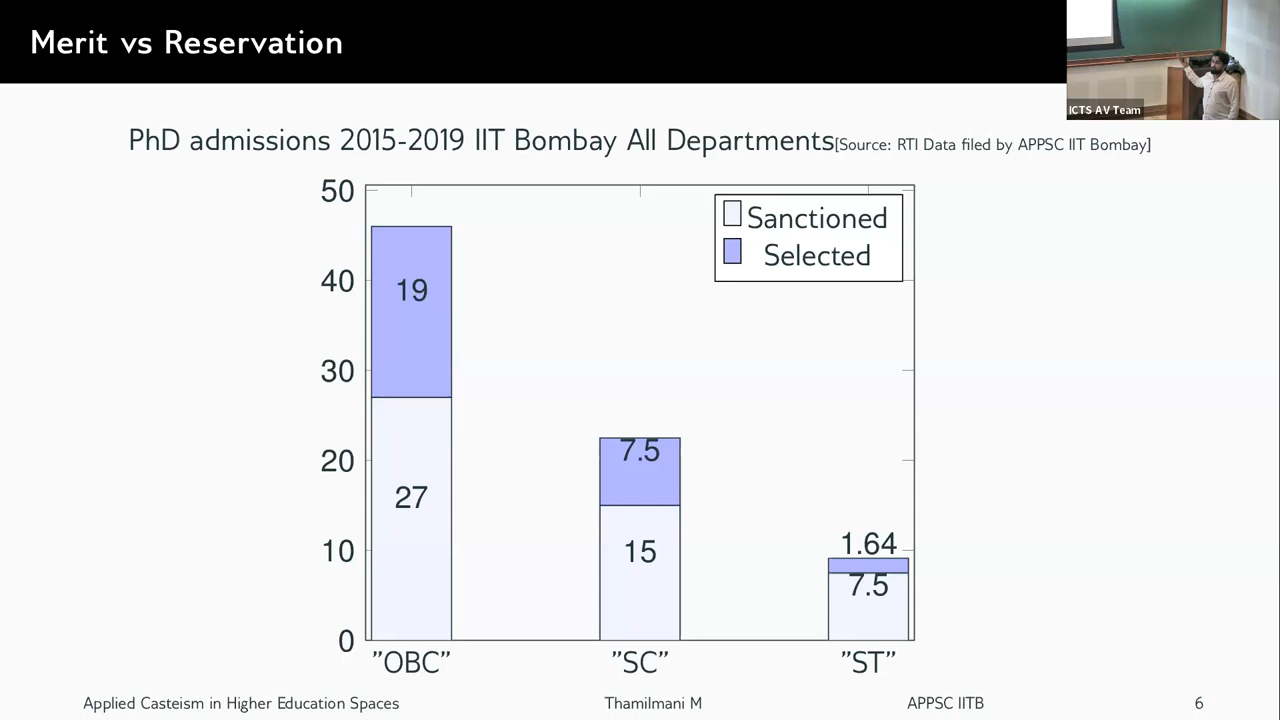 Merit vs Reservation
ICTS AV Team
PhD admissions 2015-2019 IIT Bombay All Departments[Source: RTI Data filed by APPSC IIT Bombay]
50
40
30
20
10
0
Sanctioned
Selected
19
27
7.5
15
1.64
7.5
"OBC" "SC" "ST"
Applied Casteism in Higher Education Spaces Thamilmani M APPSC IITB 6